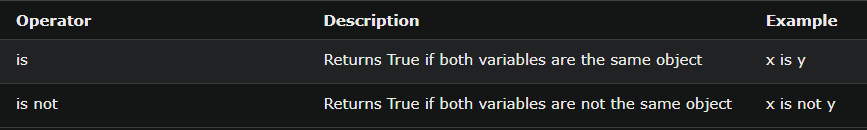 Operator Description Example
is Returns True if both variables are the same object x is y
is not Returns True if both variables are not the same object x is not y